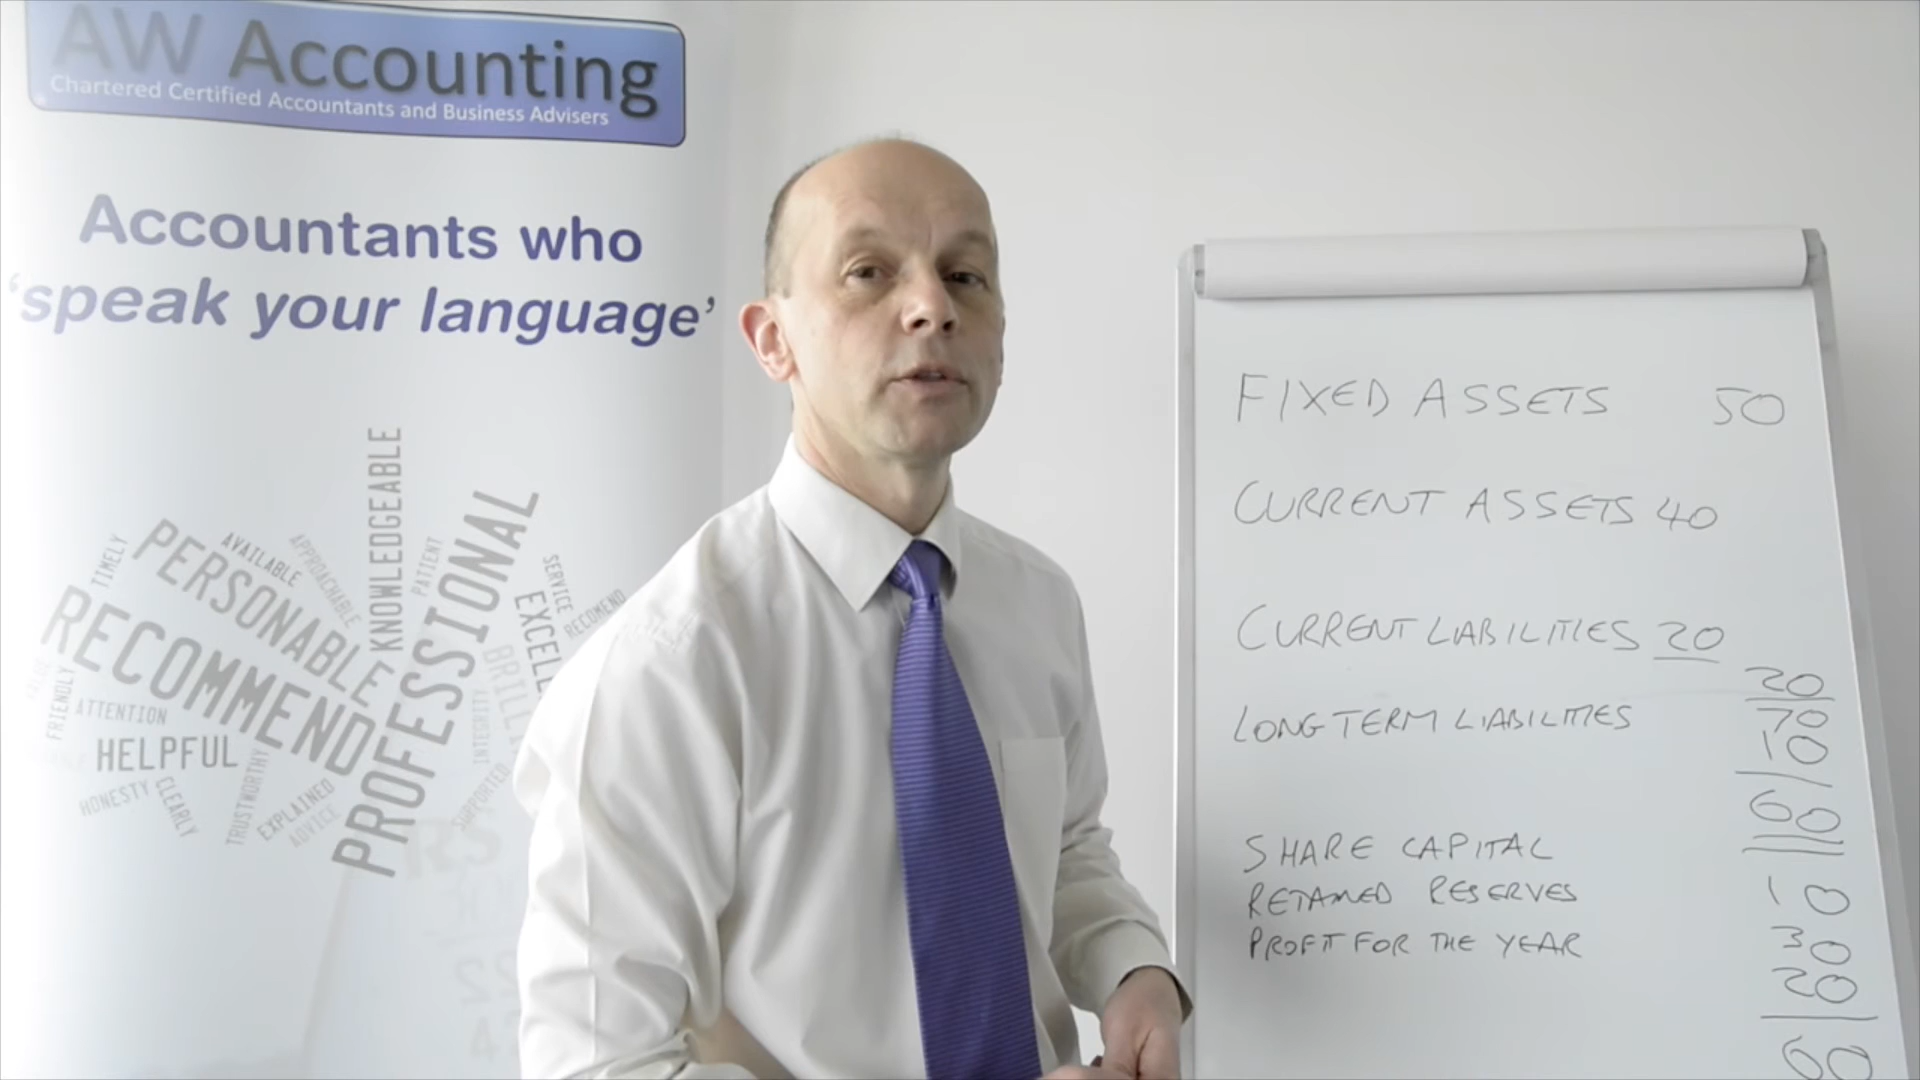 AW Accounting
Chartered Certified Accountants and Business Advisers
Accountants who
‘speak your language’
KNOWLEDGEABLE
PROFESSIONAL
PERSONABLE
RECOMMEND
TIMELY
AVAILABLE
APPROACHABLE
PATIENT
SERVICE
EXCELL
RECOMEND
BRILLI
INTEGRITY
SUPPORTED
FRIENDLY
ATTENTION
HELPFUL
HONESTY
CLEARLY
TRUSTWORTHY
EXPLAINED
ADVICE
FIXED ASSETS 50
CURRENT ASSETS 40
CURRENT LIABILITIES 20
20
70
LONG TERM LIABILITIES 10
60
SHARE CAPITAL 10
RETAINED RESERVES 30
PROFIT FOR THE YEAR 20
60